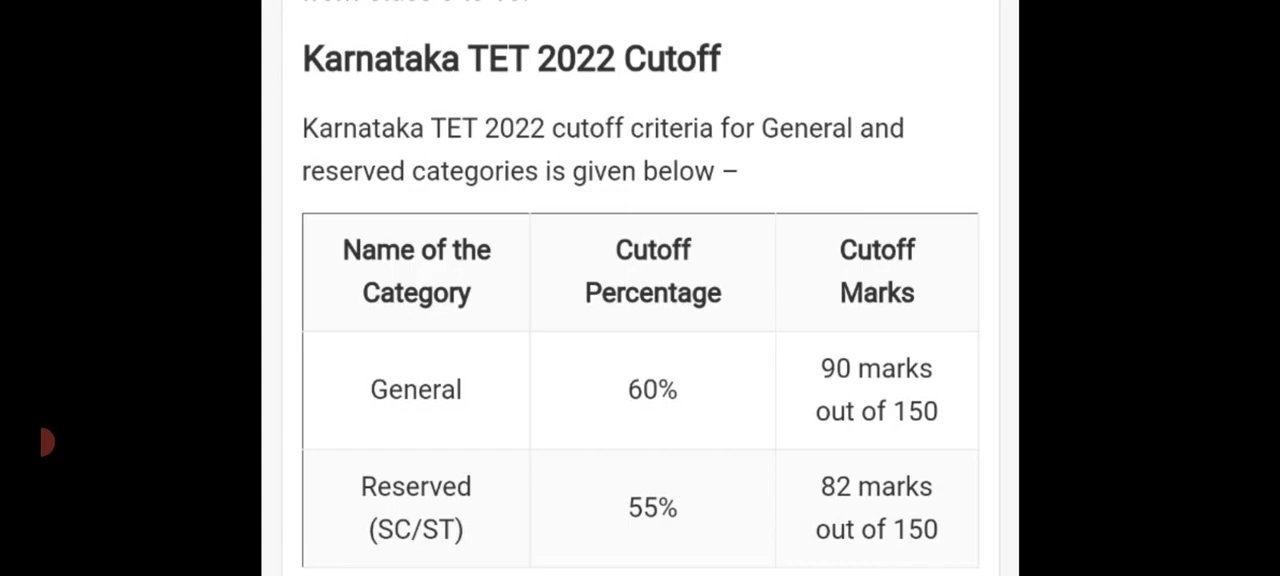 Karnataka TET 2022 Cutoff
Karnataka TET 2022 cutoff criteria for General and
reserved categories is given below –
Name of the Category
Cutoff Percentage
Cutoff Marks
General
60%
90 marks out of 150
Reserved (SC/ST)
55%
82 marks out of 150